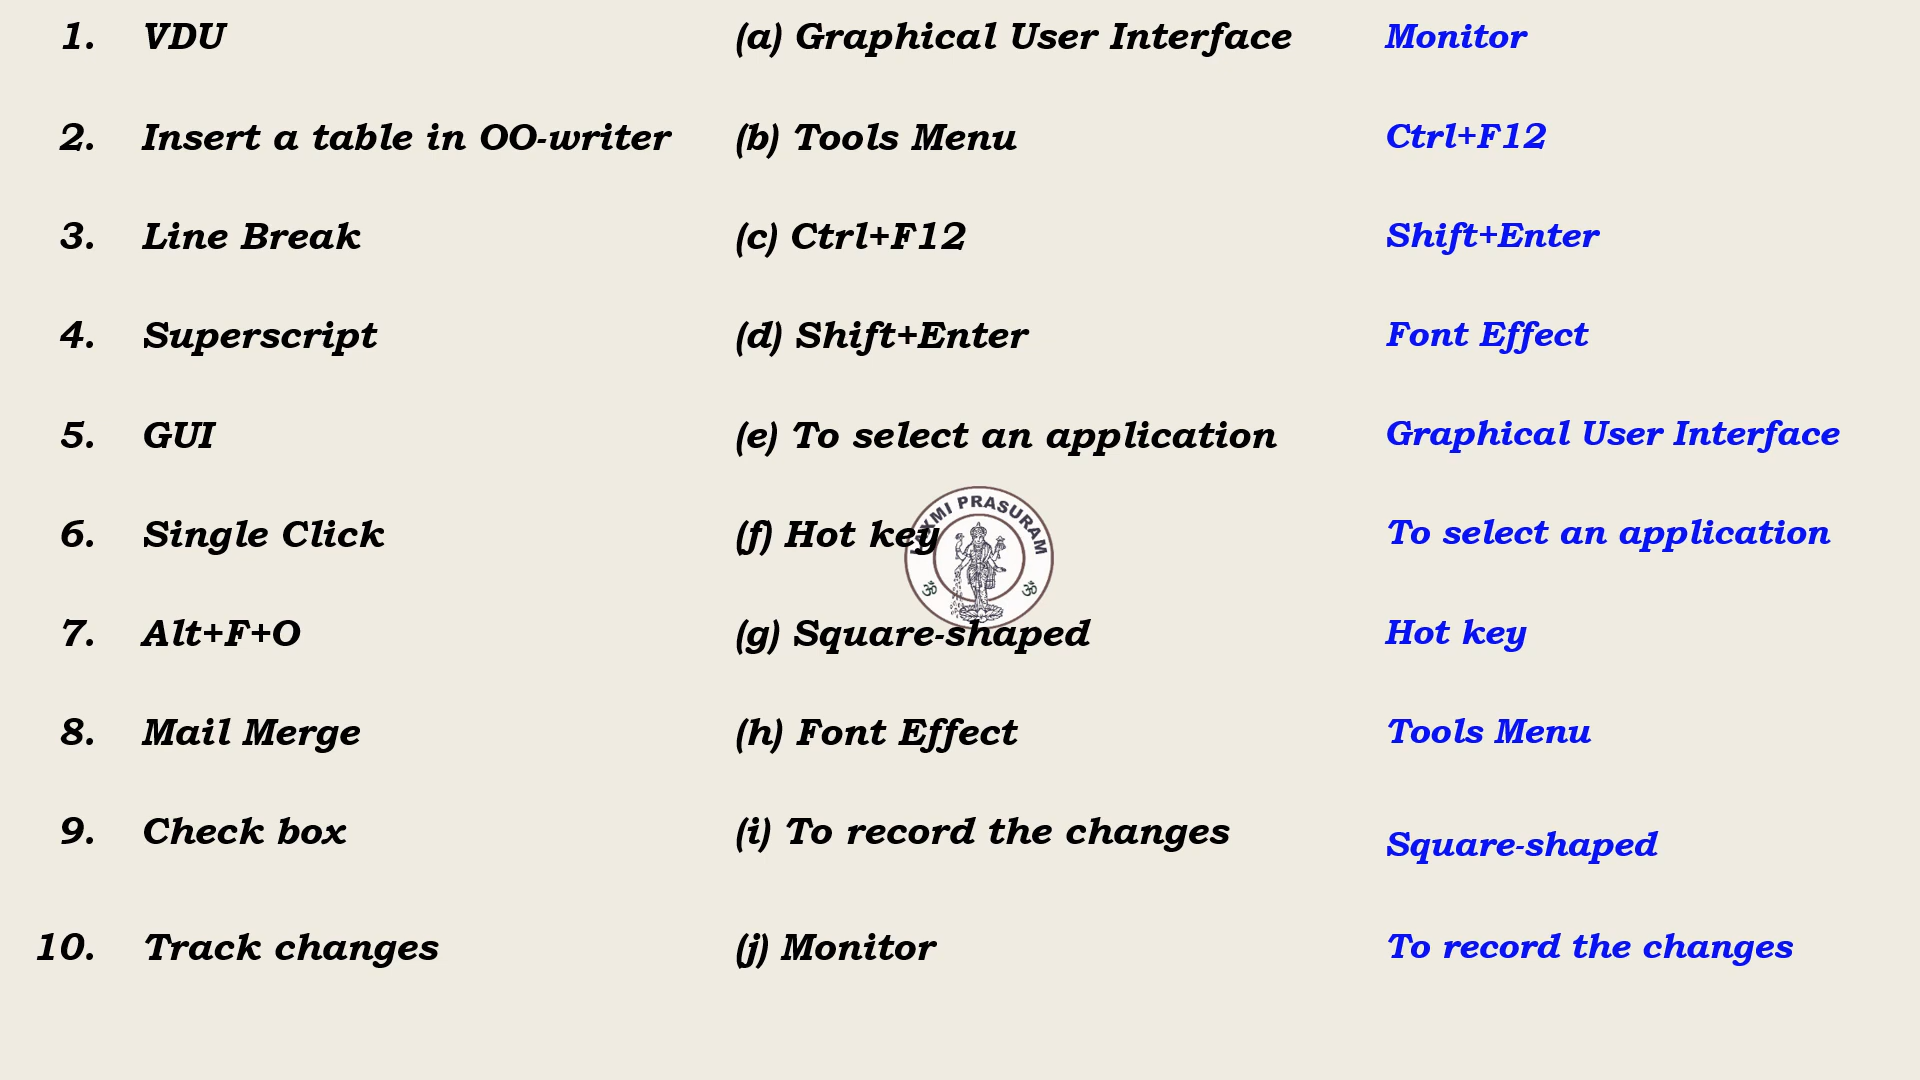 1. VDU (a) Graphical User Interface Monitor
2. Insert a table in OO-writer (b) Tools Menu Ctrl+F12
3. Line Break (c) Ctrl+F12 Shift+Enter
4. Superscript (d) Shift+Enter Font Effect
5. GUI (e) To select an application Graphical User Interface
6. Single Click (f) Hot key To select an application
LAXMI PRASURAM
ॐ ॐ
7. Alt+F+O (g) Square-shaped Hot key
8. Mail Merge (h) Font Effect Tools Menu
9. Check box (i) To record the changes Square-shaped
10. Track changes (j) Monitor To record the changes